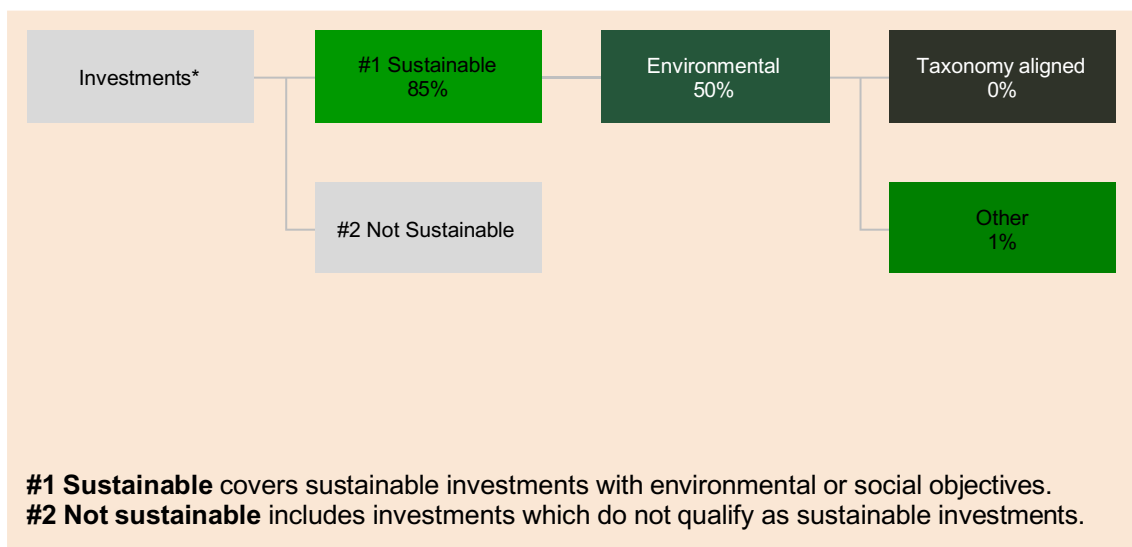 Investments*
#1 Sustainable
85%
Environmental
50%
Taxonomy aligned
0%
#2 Not Sustainable
Other
1%
#1 Sustainable covers sustainable investments with environmental or social objectives.
#2 Not sustainable includes investments which do not qualify as sustainable investments.